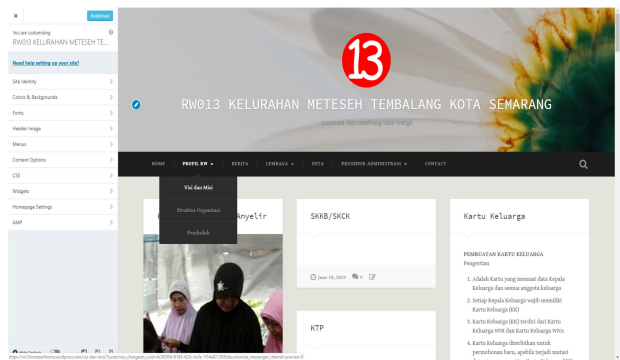 Published
You are customizing
RW013 KELURAHAN METESEH TE...
Need help setting up your site?
Site Identity
Colors & Backgrounds
Fonts
Header Image
Menus
Content Options
CSS
Widgets
Homepage Settings
AMP
Hide Controls
13
RW013 KELURAHAN METESEH TEMBALANG KOTA SEMARANG
HOME / PROFIL RW / BERITA / LEMBAGA / PETA / PROSEDUR ADMINISTRASI / CONTACT
Visi dan Misi
Struktur Organisasi
Penduduk
Anyelir
SKKB/SKCK
June 18, 2019 0
KTP
Kartu Keluarga
PEMBUATAN KARTU KELUARGA
Pengertian
1. Adalah Kartu yang memuat data Kepala
Keluarga dan semua anggota keluarga
2. Setiap Kepala Keluarga wajib memiliki
Kartu Keluarga (KK)
3. Kartu Keluarga (KK) terdiri dari Kartu
Keluarga WNI dan Kartu Keluarga WNA
4. Kartu Keluarga diterbitkan untuk
permohonan baru, apabila terjadi mutasi